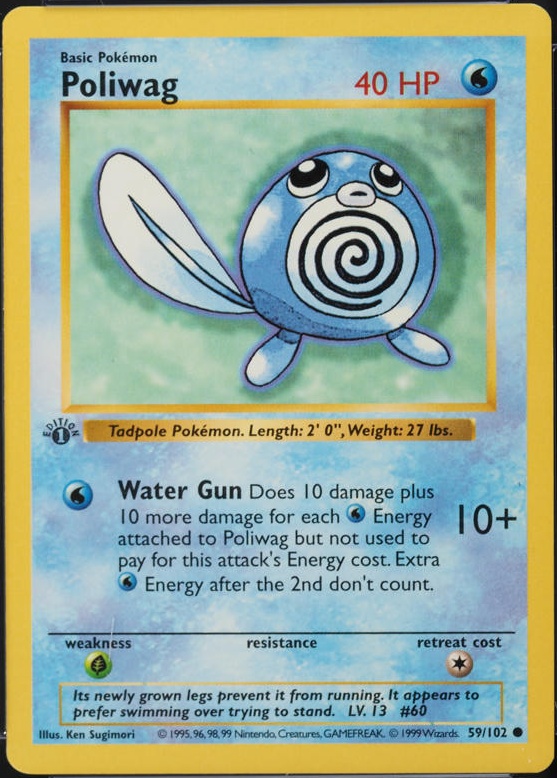 Basic Pokémon
Poliwag 40 HP
EDITION 1
Tadpole Pokémon. Length: 2' 0", Weight: 27 lbs.
Water Gun Does 10 damage plus
10 more damage for each Energy 10+
attached to Poliwag but not used to
pay for this attack's Energy cost. Extra
Energy after the 2nd don't count.
weakness resistance retreat cost
Its newly grown legs prevent it from running. It appears to
prefer swimming over trying to stand. LV. 13 #60
Illus. Ken Sugimori © 1995, 96, 98, 99 Nintendo, Creatures, GAMEFREAK. © 1999 Wizards. 59/102